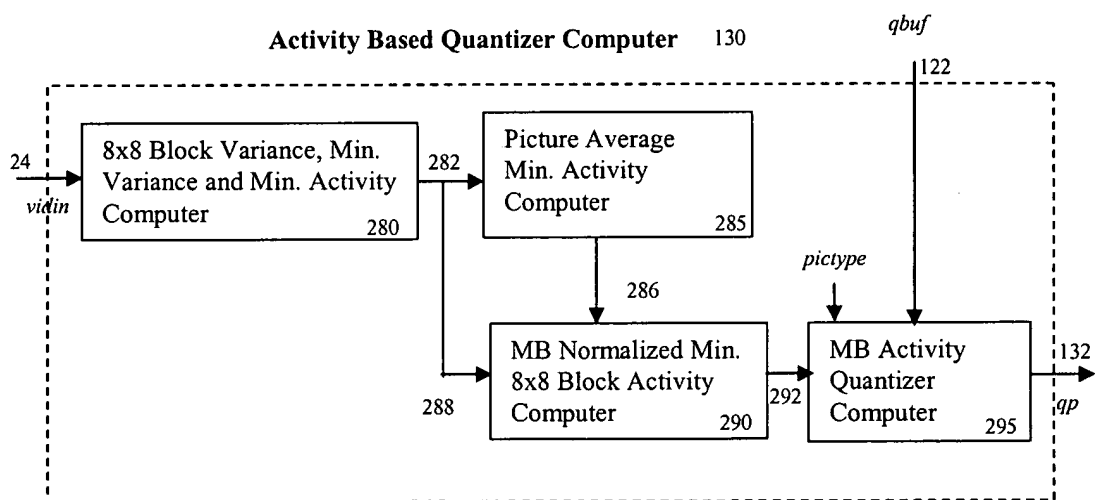 Activity Based Quantizer Computer 130
qbuf
122
24
vidin
8x8 Block Variance, Min.
Variance and Min. Activity
Computer
280
282
Picture Average
Min. Activity
Computer
285
286
pictype
288
MB Normalized Min.
8x8 Block Activity
Computer
290
292
MB Activity
Quantizer
Computer
295
132
qp